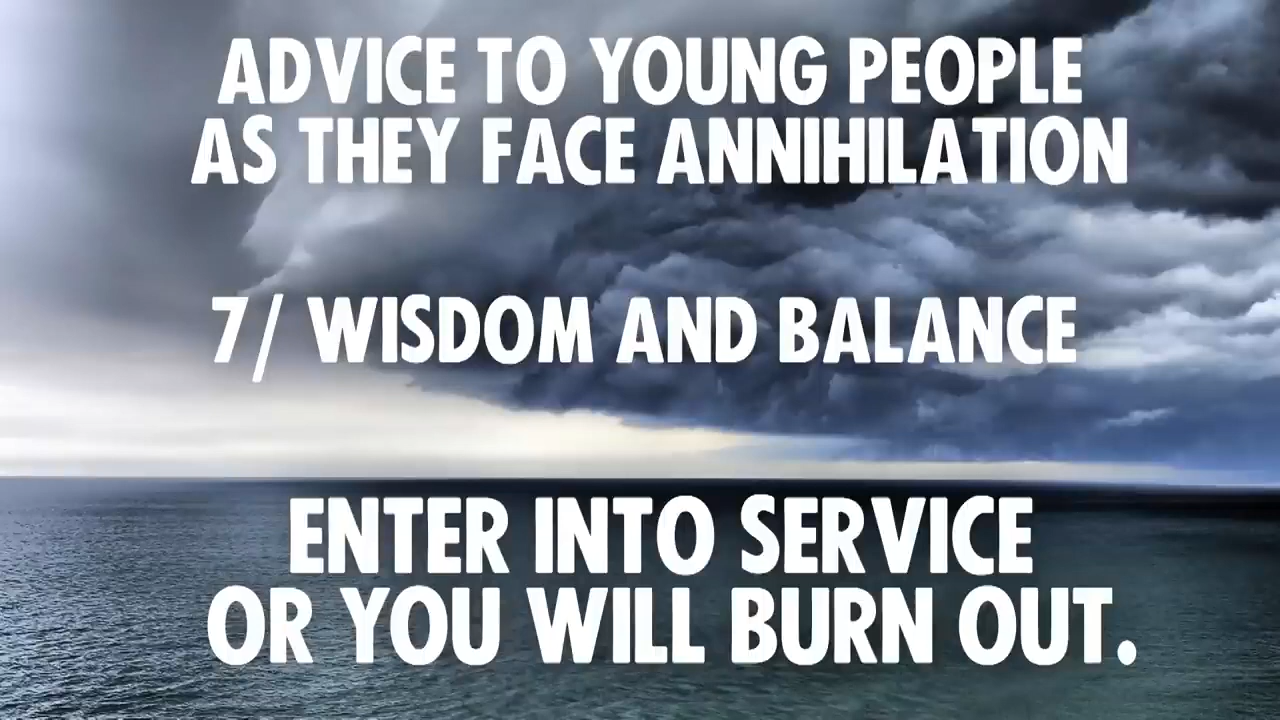 ADVICE TO YOUNG PEOPLE
AS THEY FACE ANNIHILATION
7/ WISDOM AND BALANCE
ENTER INTO SERVICE
OR YOU WILL BURN OUT.